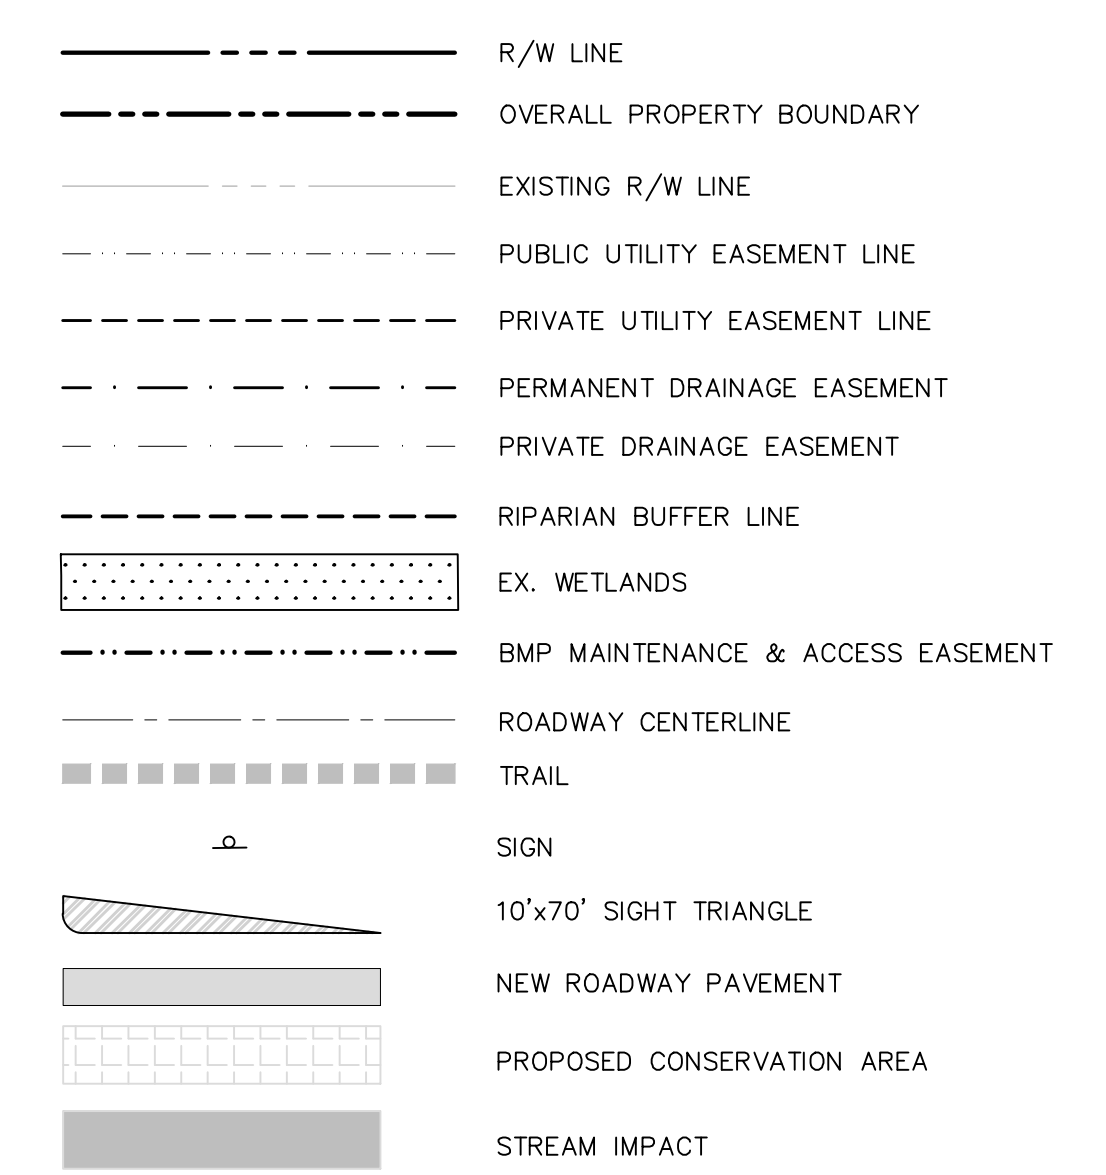 R/W LINE
OVERALL PROPERTY BOUNDARY
EXISTING R/W LINE
PUBLIC UTILITY EASEMENT LINE
PRIVATE UTILITY EASEMENT LINE
PERMANENT DRAINAGE EASEMENT
PRIVATE DRAINAGE EASEMENT
RIPARIAN BUFFER LINE
EX. WETLANDS
BMP MAINTENANCE & ACCESS EASEMENT
ROADWAY CENTERLINE
TRAIL
SIGN
10'x70' SIGHT TRIANGLE
NEW ROADWAY PAVEMENT
PROPOSED CONSERVATION AREA
STREAM IMPACT